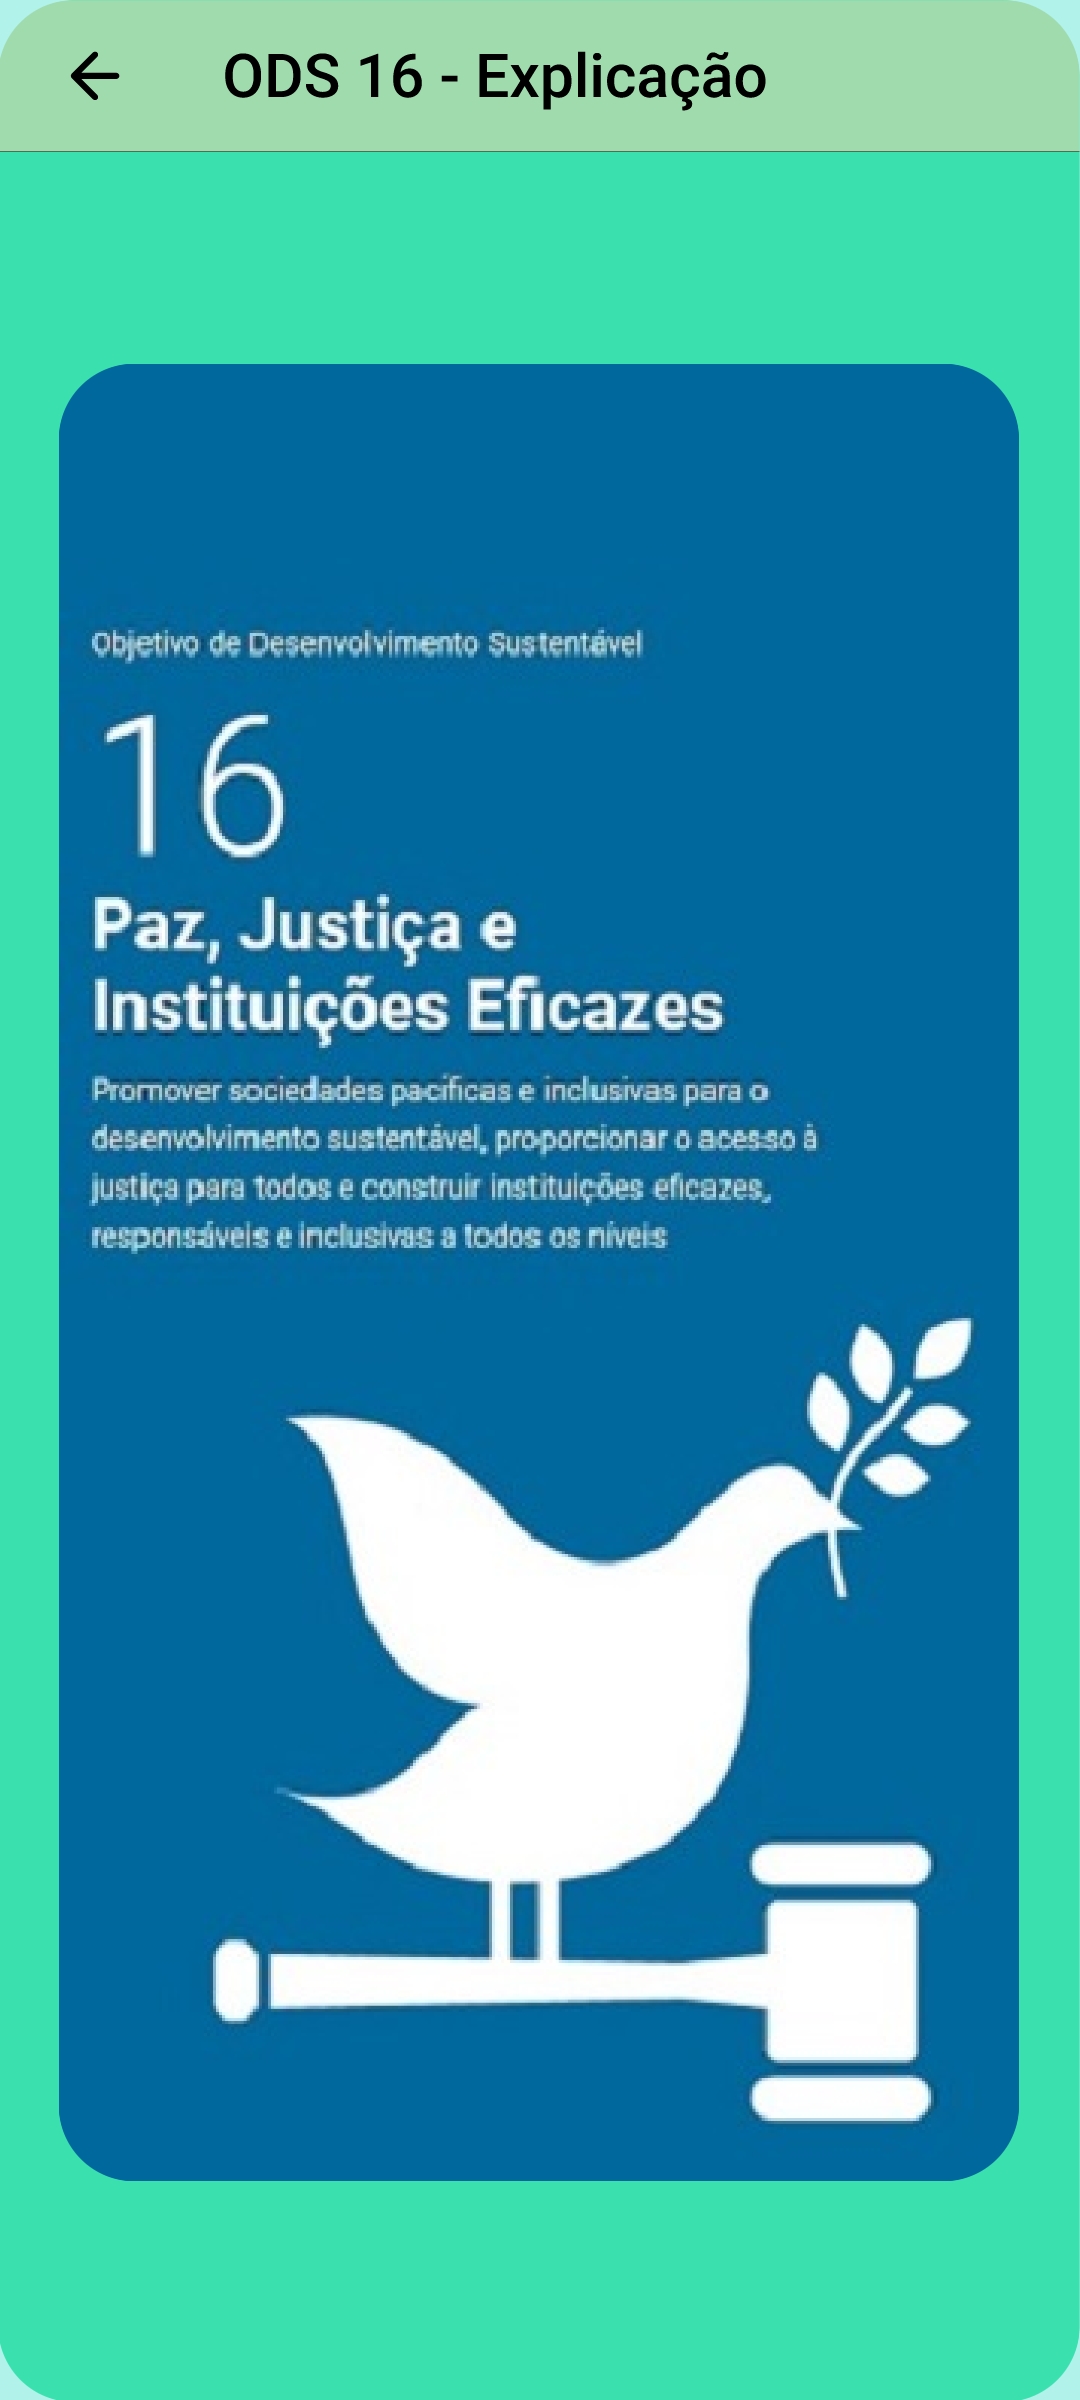 ODS 16 - Explicação
Objetivo de Desenvolvimento Sustentável
16
Paz, Justiça e
Instituições Eficazes
Promover sociedades pacíficas e inclusivas para o
desenvolvimento sustentável, proporcionar o acesso à
justiça para todos e construir instituições eficazes,
responsáveis e inclusivas a todos os níveis